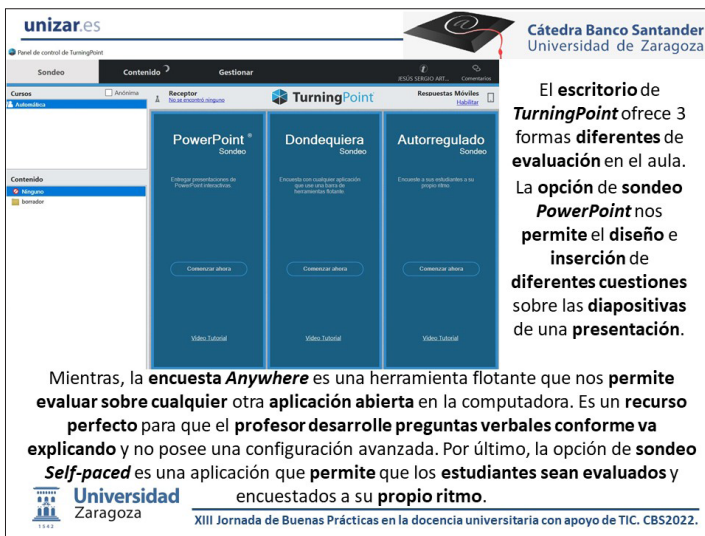 unizar.es
Cátedra Banco Santander
Universidad de Zaragoza
Panel de control de TurningPoint
Sondeo
Contenido
Gestionar
JESÚS SERGIO ART...
Comentarios
Cursos
Anónima
Automática
Receptor
No se encontró ninguno
TurningPoint
Respuestas Móviles
Habilitar
Contenido
Ninguno
borrador
PowerPoint ®
Sondeo
Entregar presentaciones de
PowerPoint interactivas.
Comenzar ahora
Video Tutorial
Dondequiera
Sondeo
Encuesta con cualquier aplicación
que use una barra de
herramientas flotante.
Comenzar ahora
Video Tutorial
Autorregulado
Sondeo
Encueste a sus estudiantes a su
propio ritmo.
Comenzar ahora
Video Tutorial
El escritorio de
TurningPoint ofrece 3
formas diferentes de
evaluación en el aula.
La opción de sondeo
PowerPoint nos
permite el diseño e
inserción de
diferentes cuestiones
sobre las diapositivas
de una presentación.
Mientras, la encuesta Anywhere es una herramienta flotante que nos permite
evaluar sobre cualquier otra aplicación abierta en la computadora. Es un recurso
perfecto para que el profesor desarrolle preguntas verbales conforme va
explicando y no posee una configuración avanzada. Por último, la opción de sondeo
Self-paced es una aplicación que permite que los estudiantes sean evaluados y
encuestados a su propio ritmo.
Universidad
Zaragoza
1542
XIII Jornada de Buenas Prácticas en la docencia universitaria con apoyo de TIC. CBS2022.